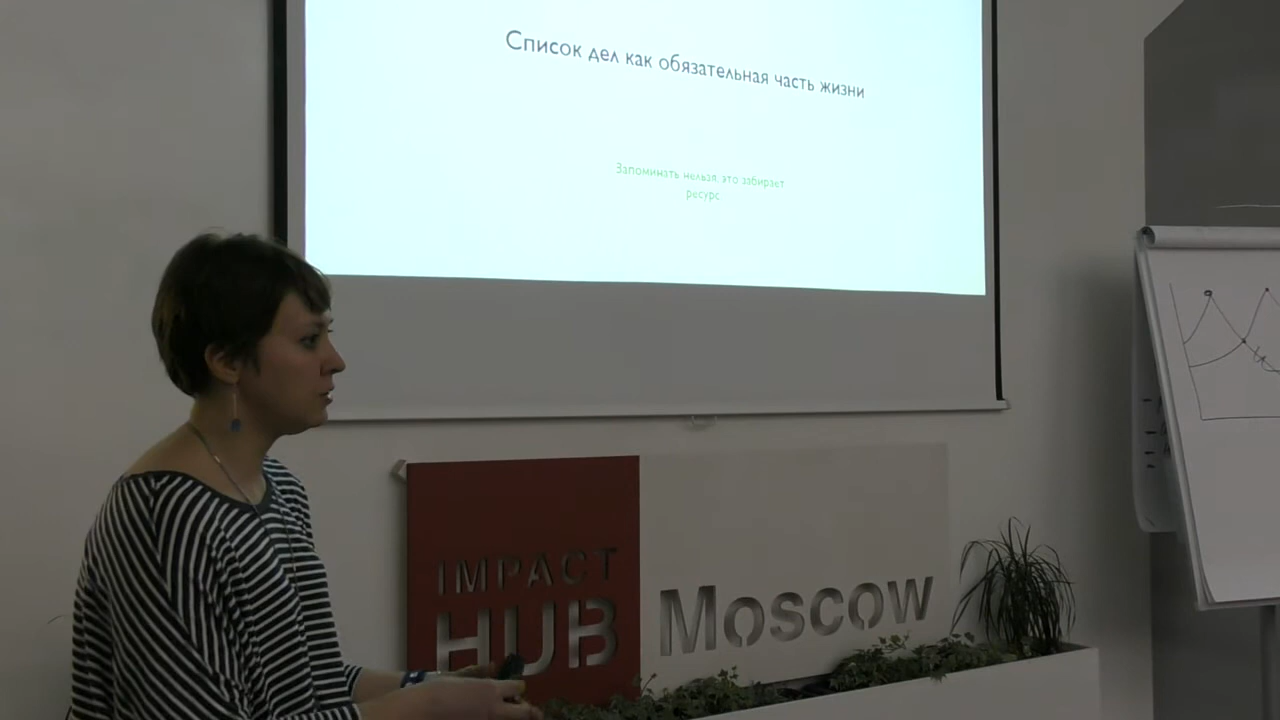 Список дел как обязательная часть жизни
Запоминать нельзя, это забирает
ресурс
IMPACT
HUB
Moscow